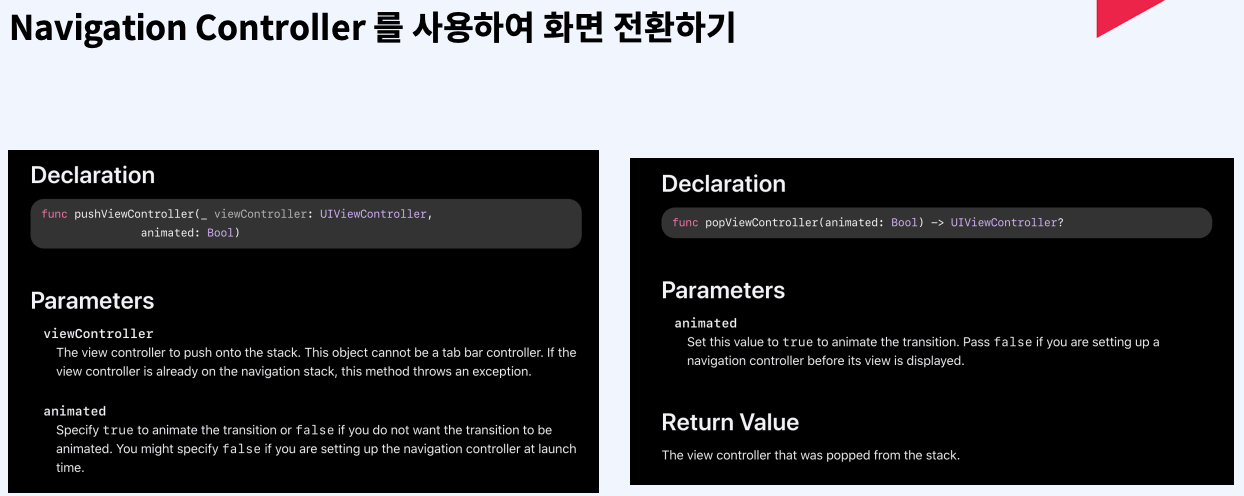 Navigation Controller 를 사용하여 화면 전환하기
Declaration
func pushViewController(_ viewController: UIViewController,
animated: Bool)
Parameters
viewController
The view controller to push onto the stack. This object cannot be a tab bar controller. If the
view controller is already on the navigation stack, this method throws an exception.
animated
Specify true to animate the transition or false if you do not want the transition to be
animated. You might specify false if you are setting up the navigation controller at launch
time.
Declaration
func popViewController(animated: Bool) -> UIViewController?
Parameters
animated
Set this value to true to animate the transition. Pass false if you are setting up a
navigation controller before its view is displayed.
Return Value
The view controller that was popped from the stack.